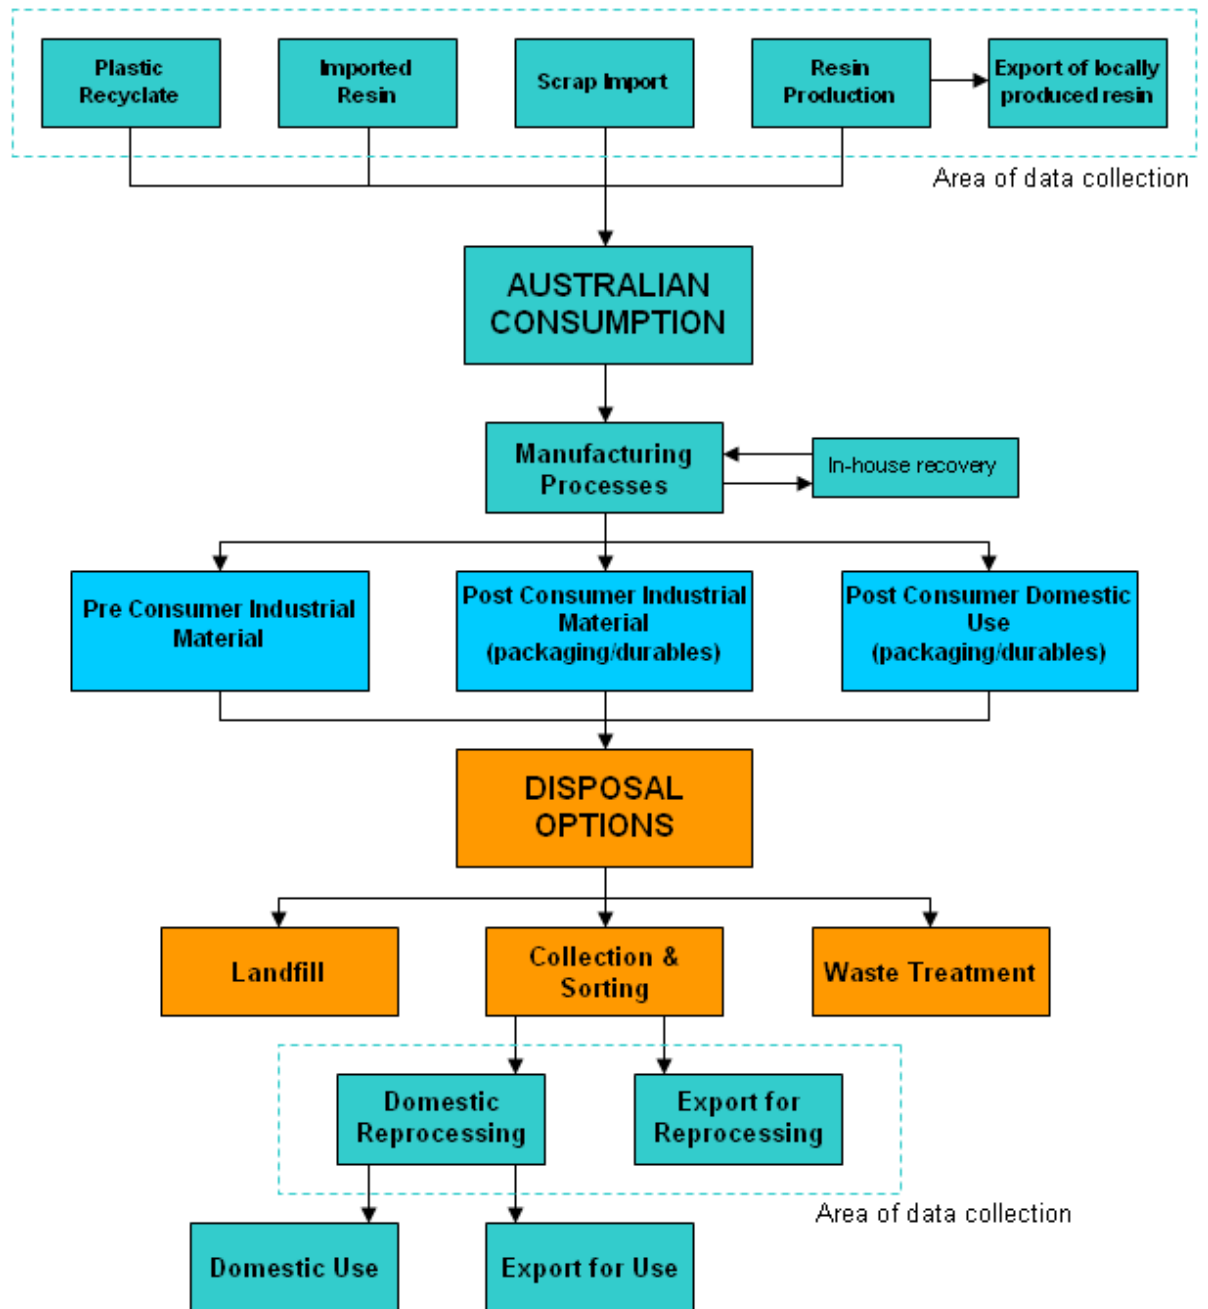 Plastic
Recyclate
Imported
Resin
Scrap Import
Resin
Production
Export of locally
produced resin
Area of data collection
AUSTRALIAN
CONSUMPTION
Manufacturing
Processes
In-house recovery
Pre Consumer Industrial
Material
Post Consumer Industrial
Material
(packaging/durables)
Post Consumer Domestic
Use
(packaging/durables)
DISPOSAL
OPTIONS
Landfill
Collection &
Sorting
Waste Treatment
Domestic
Reprocessing
Export for
Reprocessing
Area of data collection
Domestic Use
Export for Use